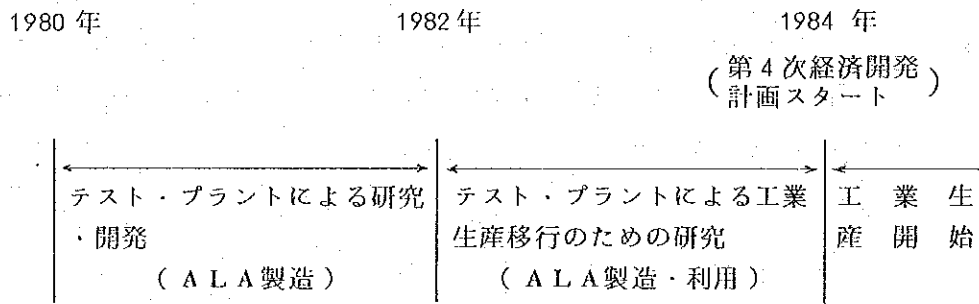 1980 年 1982 年 1984 年
(第4次経済開発
計画スタート)
テスト・プラントによる研究
・開発
(ALA製造)
テスト・プラントによる工業
生産移行のための研究
(ALA製造・利用)
工業生
産開始